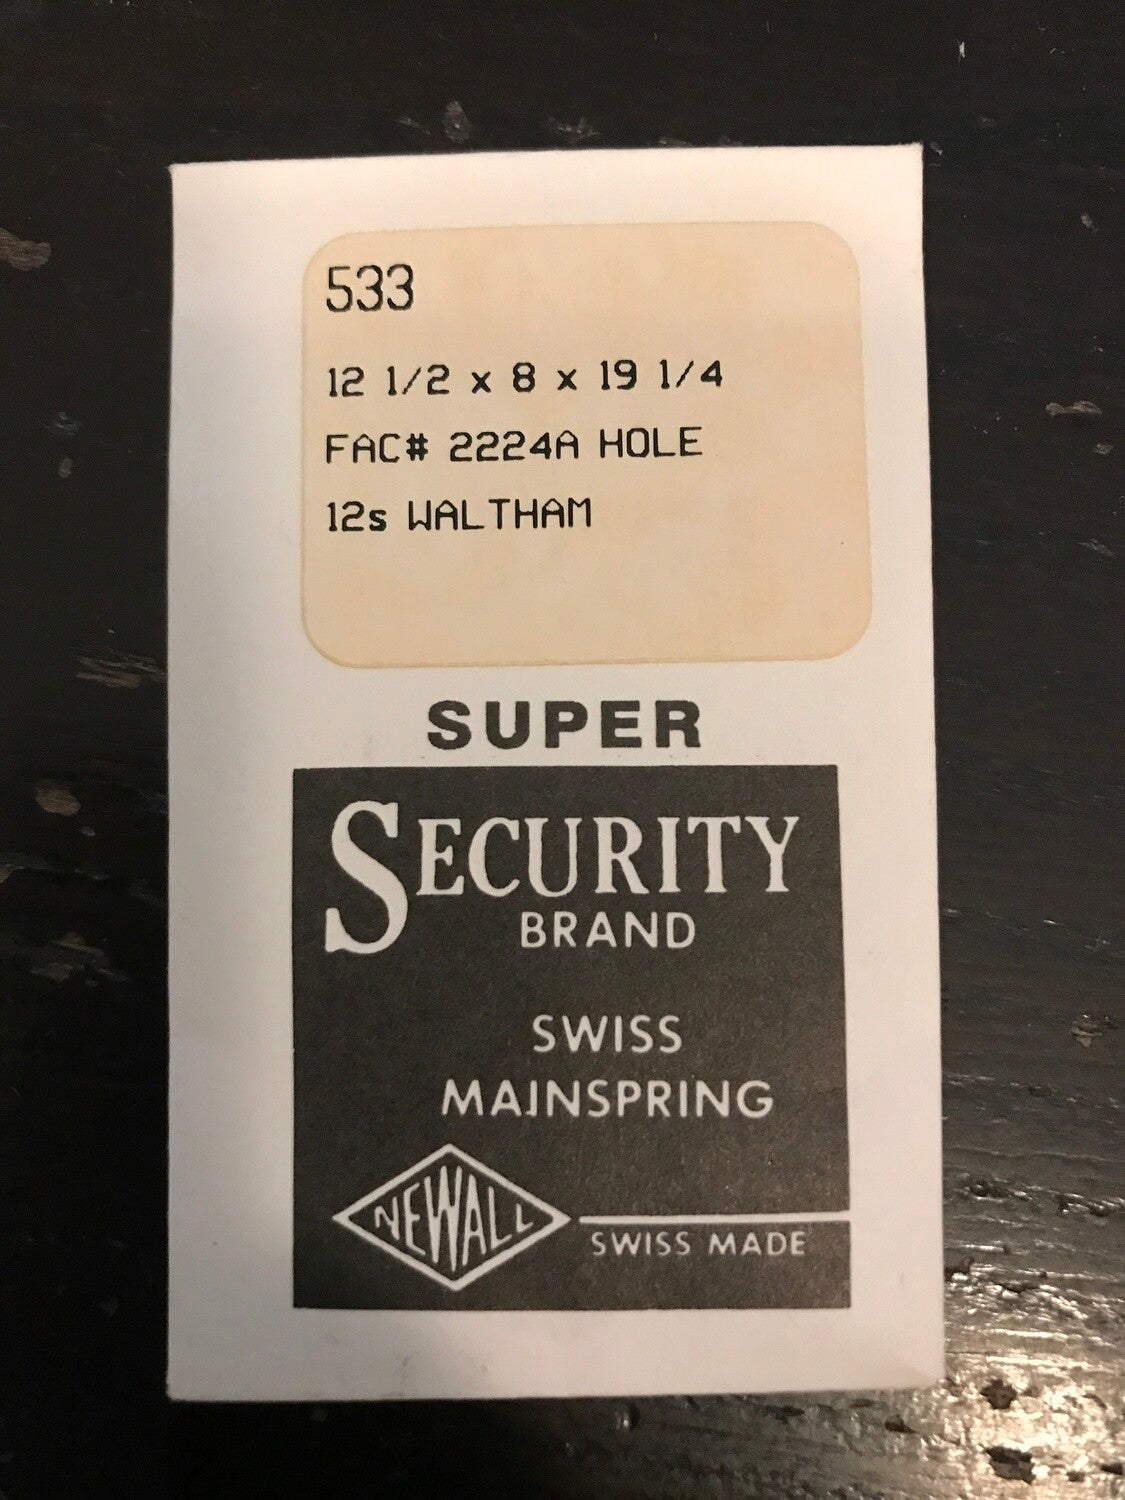 533
12 1/2 x 8 x 19 1/4
FAC# 2224A HOLE
12s WALTHAM
SUPER
SECURITY
BRAND
SWISS
MAINSPRING
NEWALL
SWISS MADE